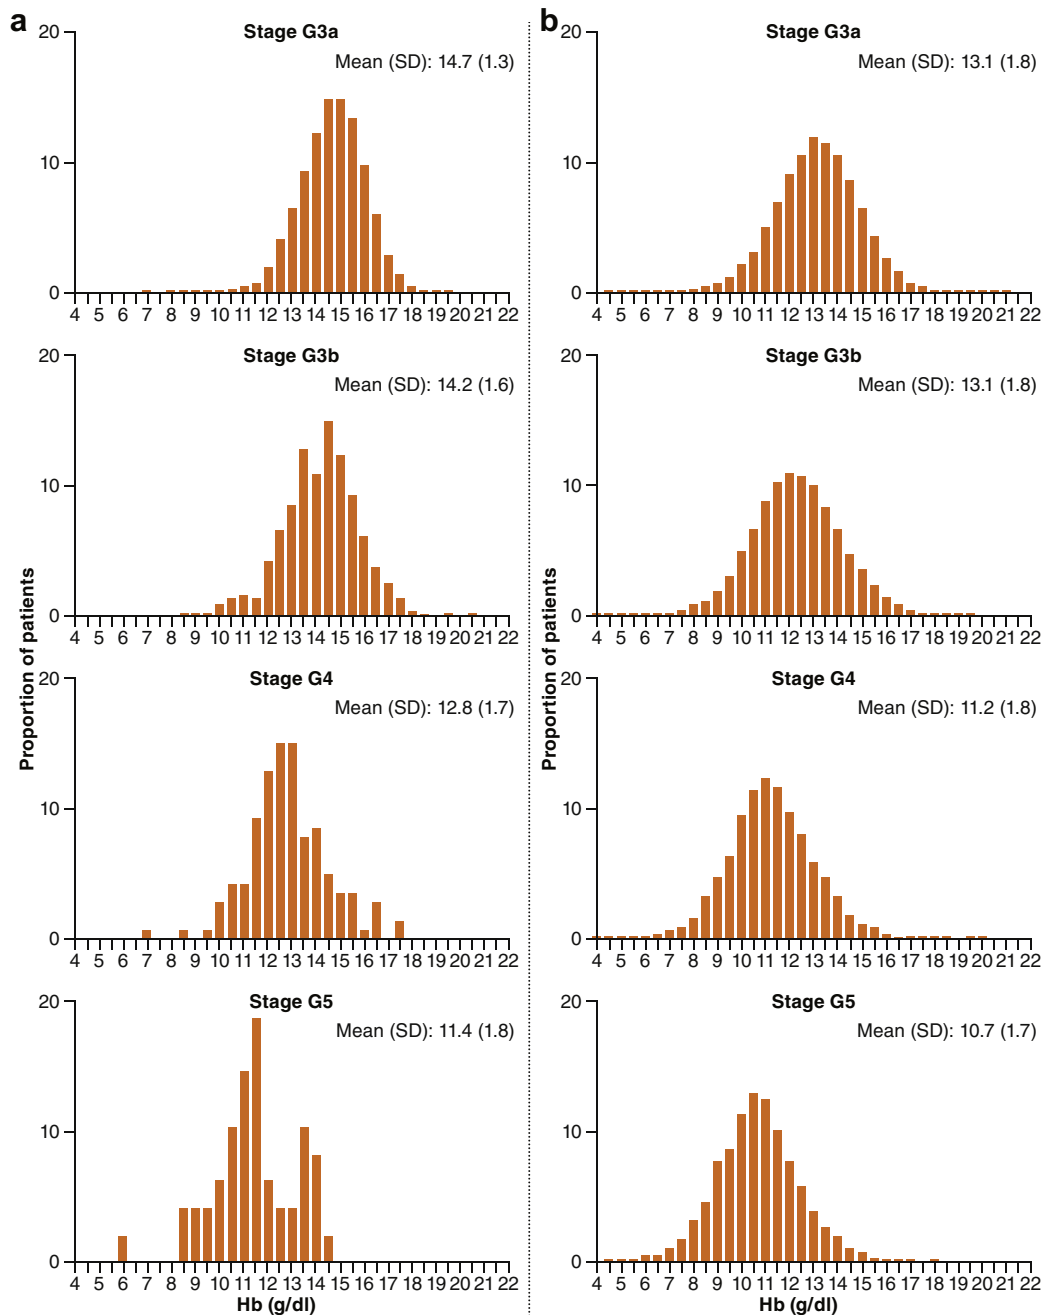 a
Stage G3a
Mean (SD): 14.7 (1.3)
20
10
0
4 5 6 7 8 9 10 11 12 13 14 15 16 17 18 19 20 21 22
Stage G3b
Mean (SD): 14.2 (1.6)
20
10
0
4 5 6 7 8 9 10 11 12 13 14 15 16 17 18 19 20 21 22
Proportion of patients
Stage G4
Mean (SD): 12.8 (1.7)
20
10
0
4 5 6 7 8 9 10 11 12 13 14 15 16 17 18 19 20 21 22
Stage G5
Mean (SD): 11.4 (1.8)
20
10
0
4 5 6 7 8 9 10 11 12 13 14 15 16 17 18 19 20 21 22
Hb (g/dl)
b
Stage G3a
Mean (SD): 13.1 (1.8)
20
10
0
4 5 6 7 8 9 10 11 12 13 14 15 16 17 18 19 20 21 22
Stage G3b
Mean (SD): 13.1 (1.8)
20
10
0
4 5 6 7 8 9 10 11 12 13 14 15 16 17 18 19 20 21 22
Proportion of patients
Stage G4
Mean (SD): 11.2 (1.8)
20
10
0
4 5 6 7 8 9 10 11 12 13 14 15 16 17 18 19 20 21 22
Stage G5
Mean (SD): 10.7 (1.7)
20
10
0
4 5 6 7 8 9 10 11 12 13 14 15 16 17 18 19 20 21 22
Hb (g/dl)